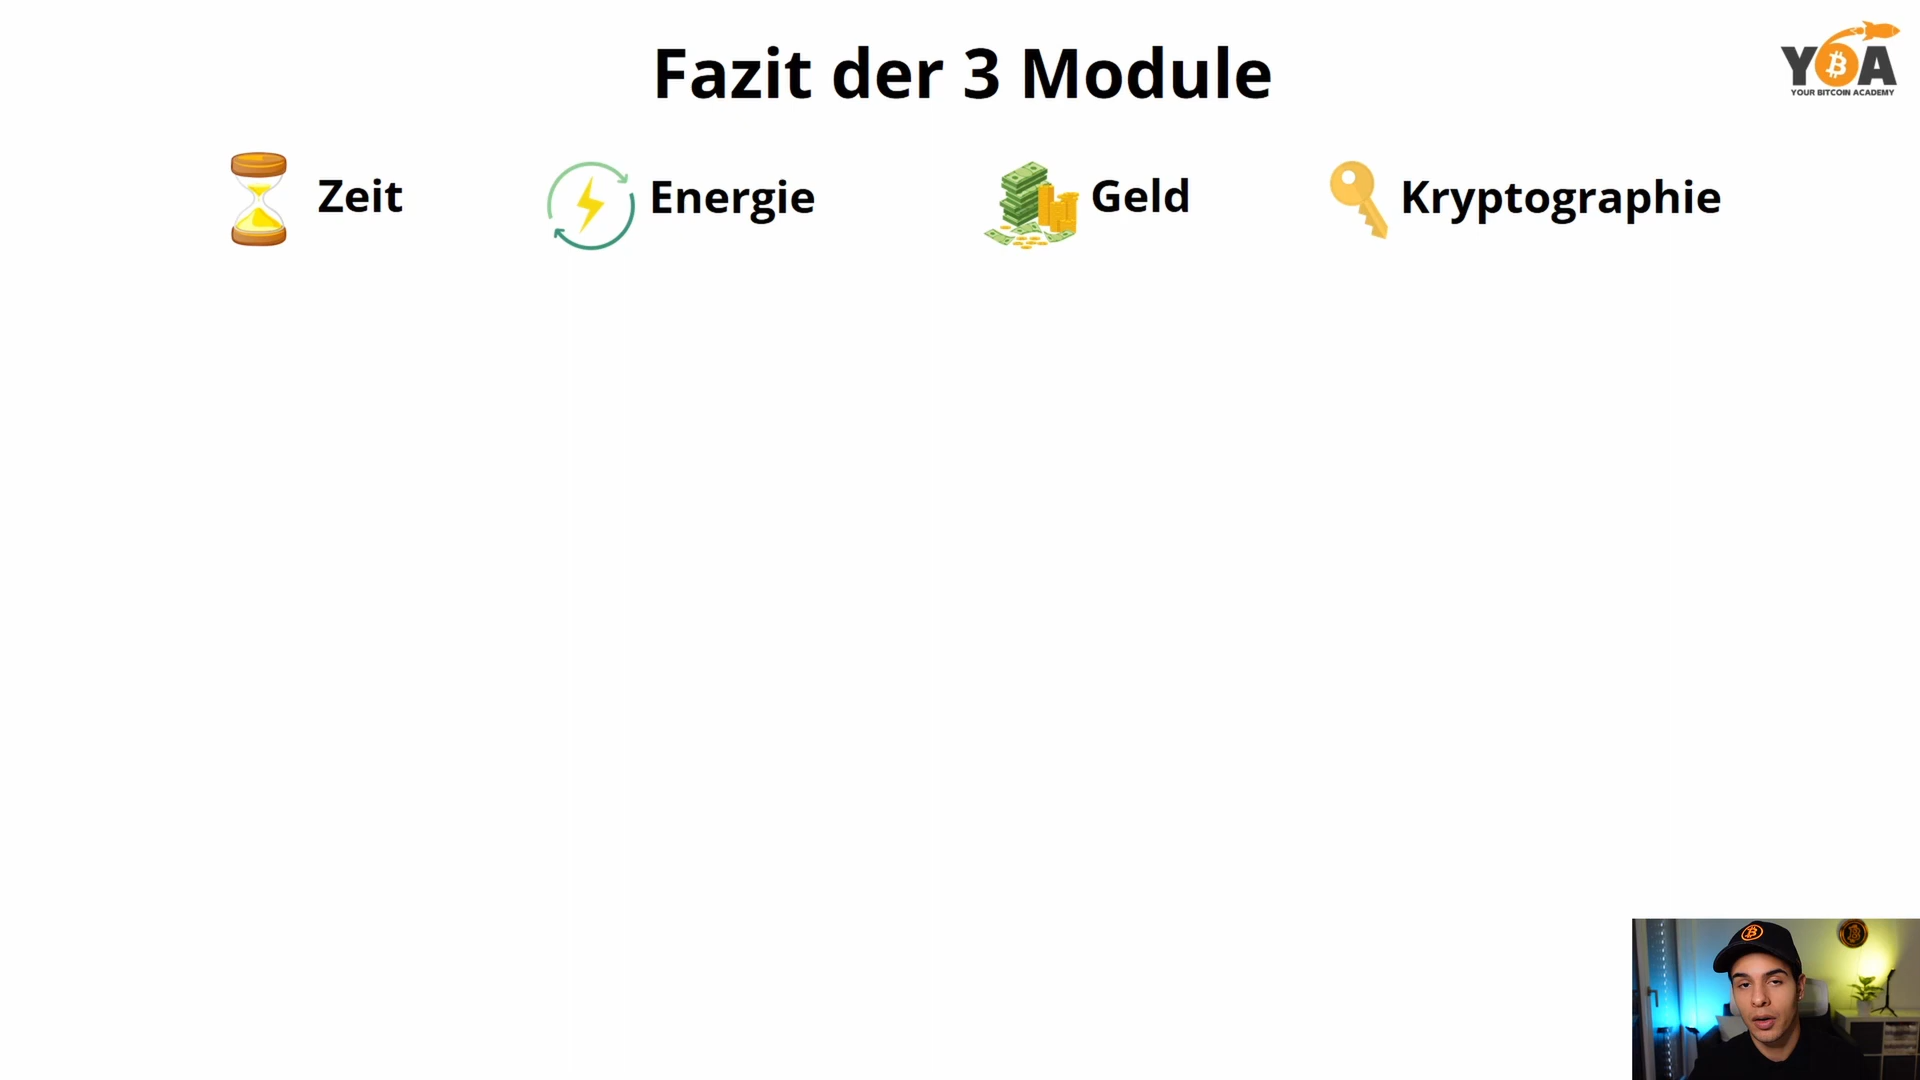 Fazit der 3 Module
YBA
YOUR BITCOIN ACADEMY
Zeit
Energie
Geld
Kryptographie